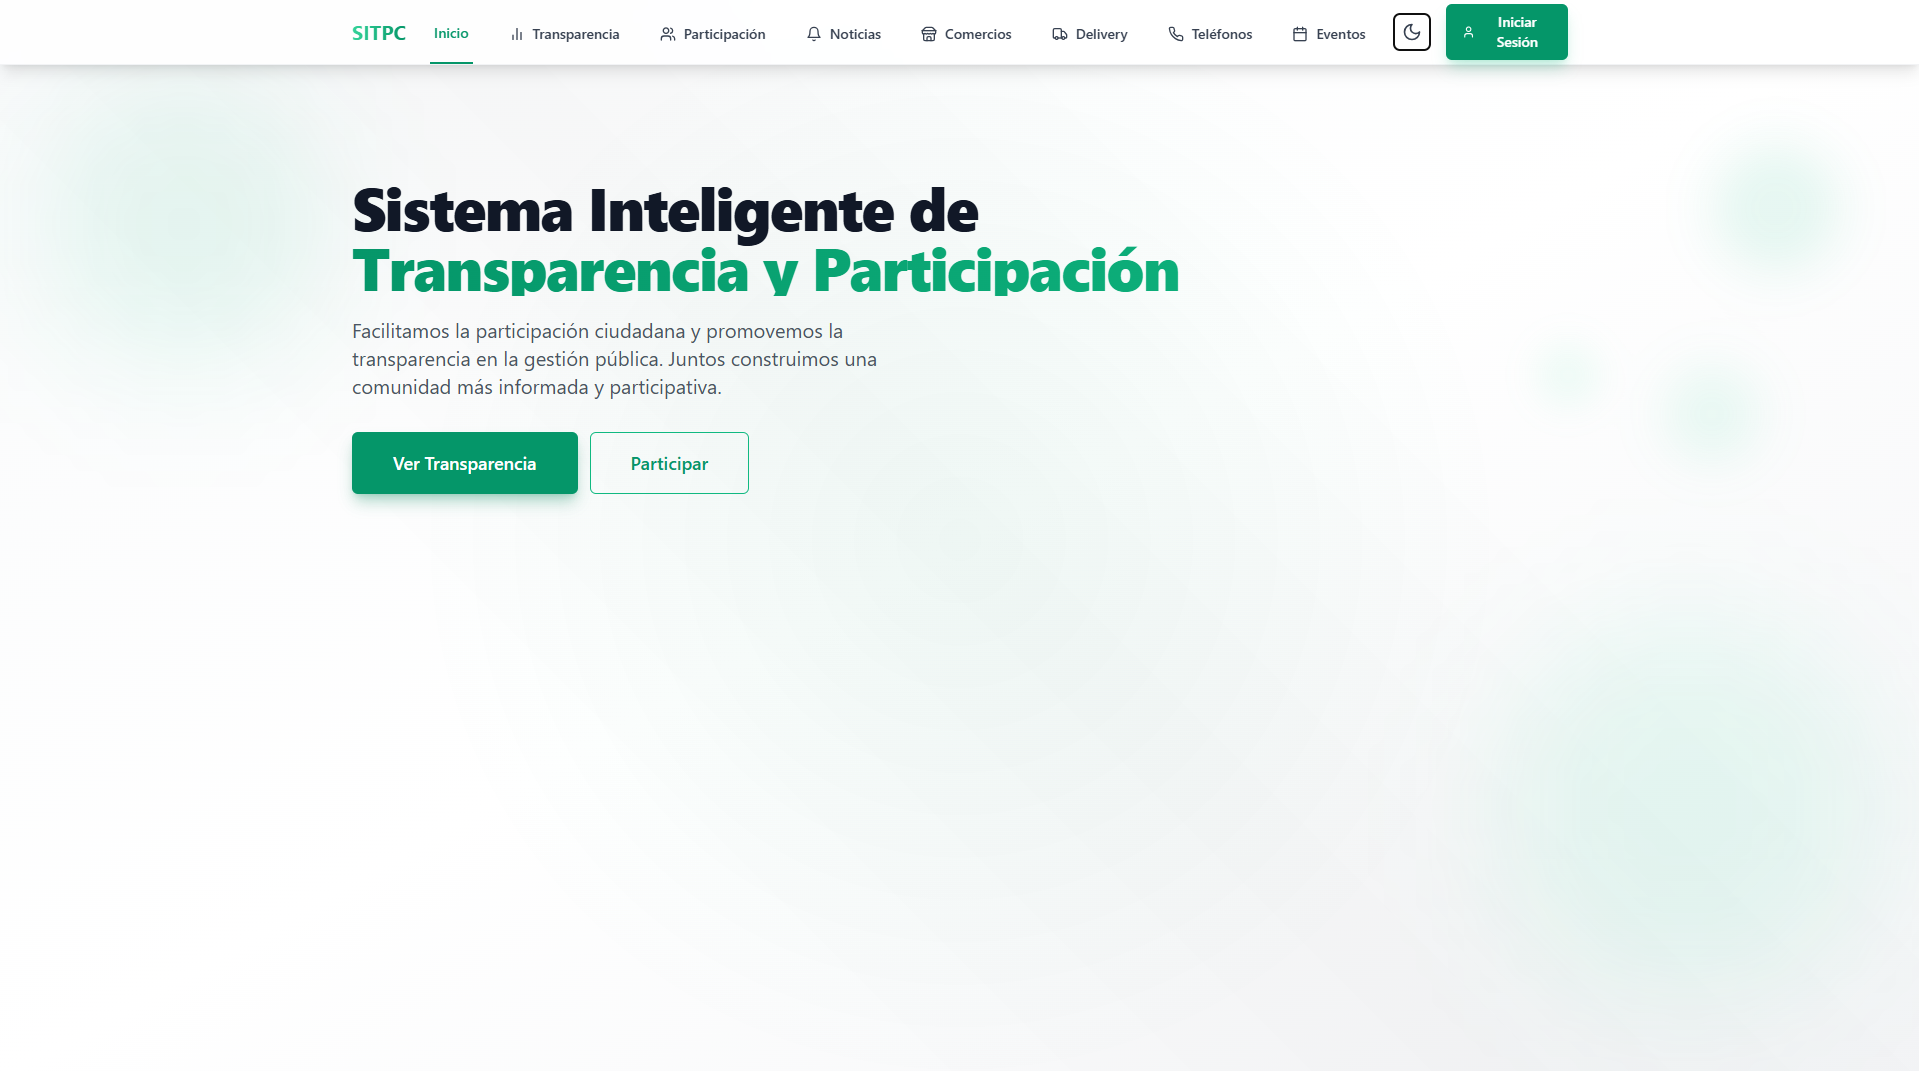 SITPC
Inicio
Transparencia
Participación
Noticias
Comercios
Delivery
Teléfonos
Eventos
Iniciar
Sesión
Sistema Inteligente de
Transparencia y Participación
Facilitamos la participación ciudadana y promovemos la
transparencia en la gestión pública. Juntos construimos una
comunidad más informada y participativa.
Ver Transparencia
Participar